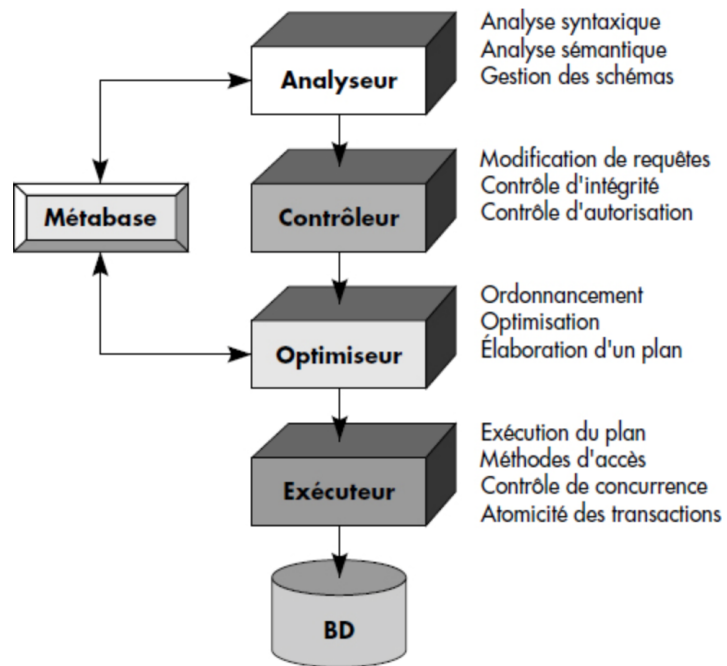 Analyseur
Analyse syntaxique
Analyse sémantique
Gestion des schémas
Métabase
Contrôleur
Modification de requêtes
Contrôle d'intégrité
Contrôle d'autorisation
Optimiseur
Ordonnancement
Optimisation
Élaboration d'un plan
Exécuteur
Exécution du plan
Méthodes d'accès
Contrôle de concurrence
Atomicité des transactions
BD